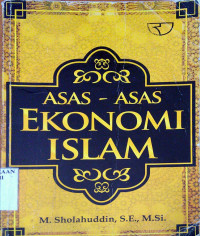 ASAS - ASAS
EKONOMI
ISLAM
M. Sholahuddin, S.E., M.Si.